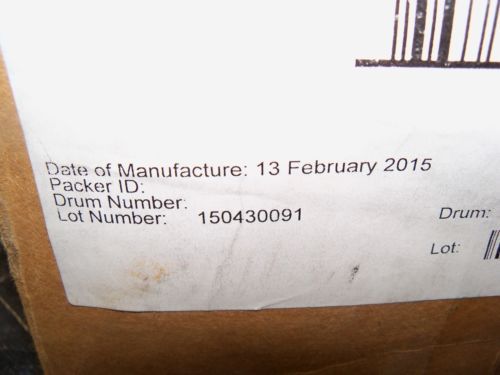 Date of Manufacture: 13 February 2015
Packer ID:
Drum Number:
Lot Number: 150430091
Drum:
Lot: